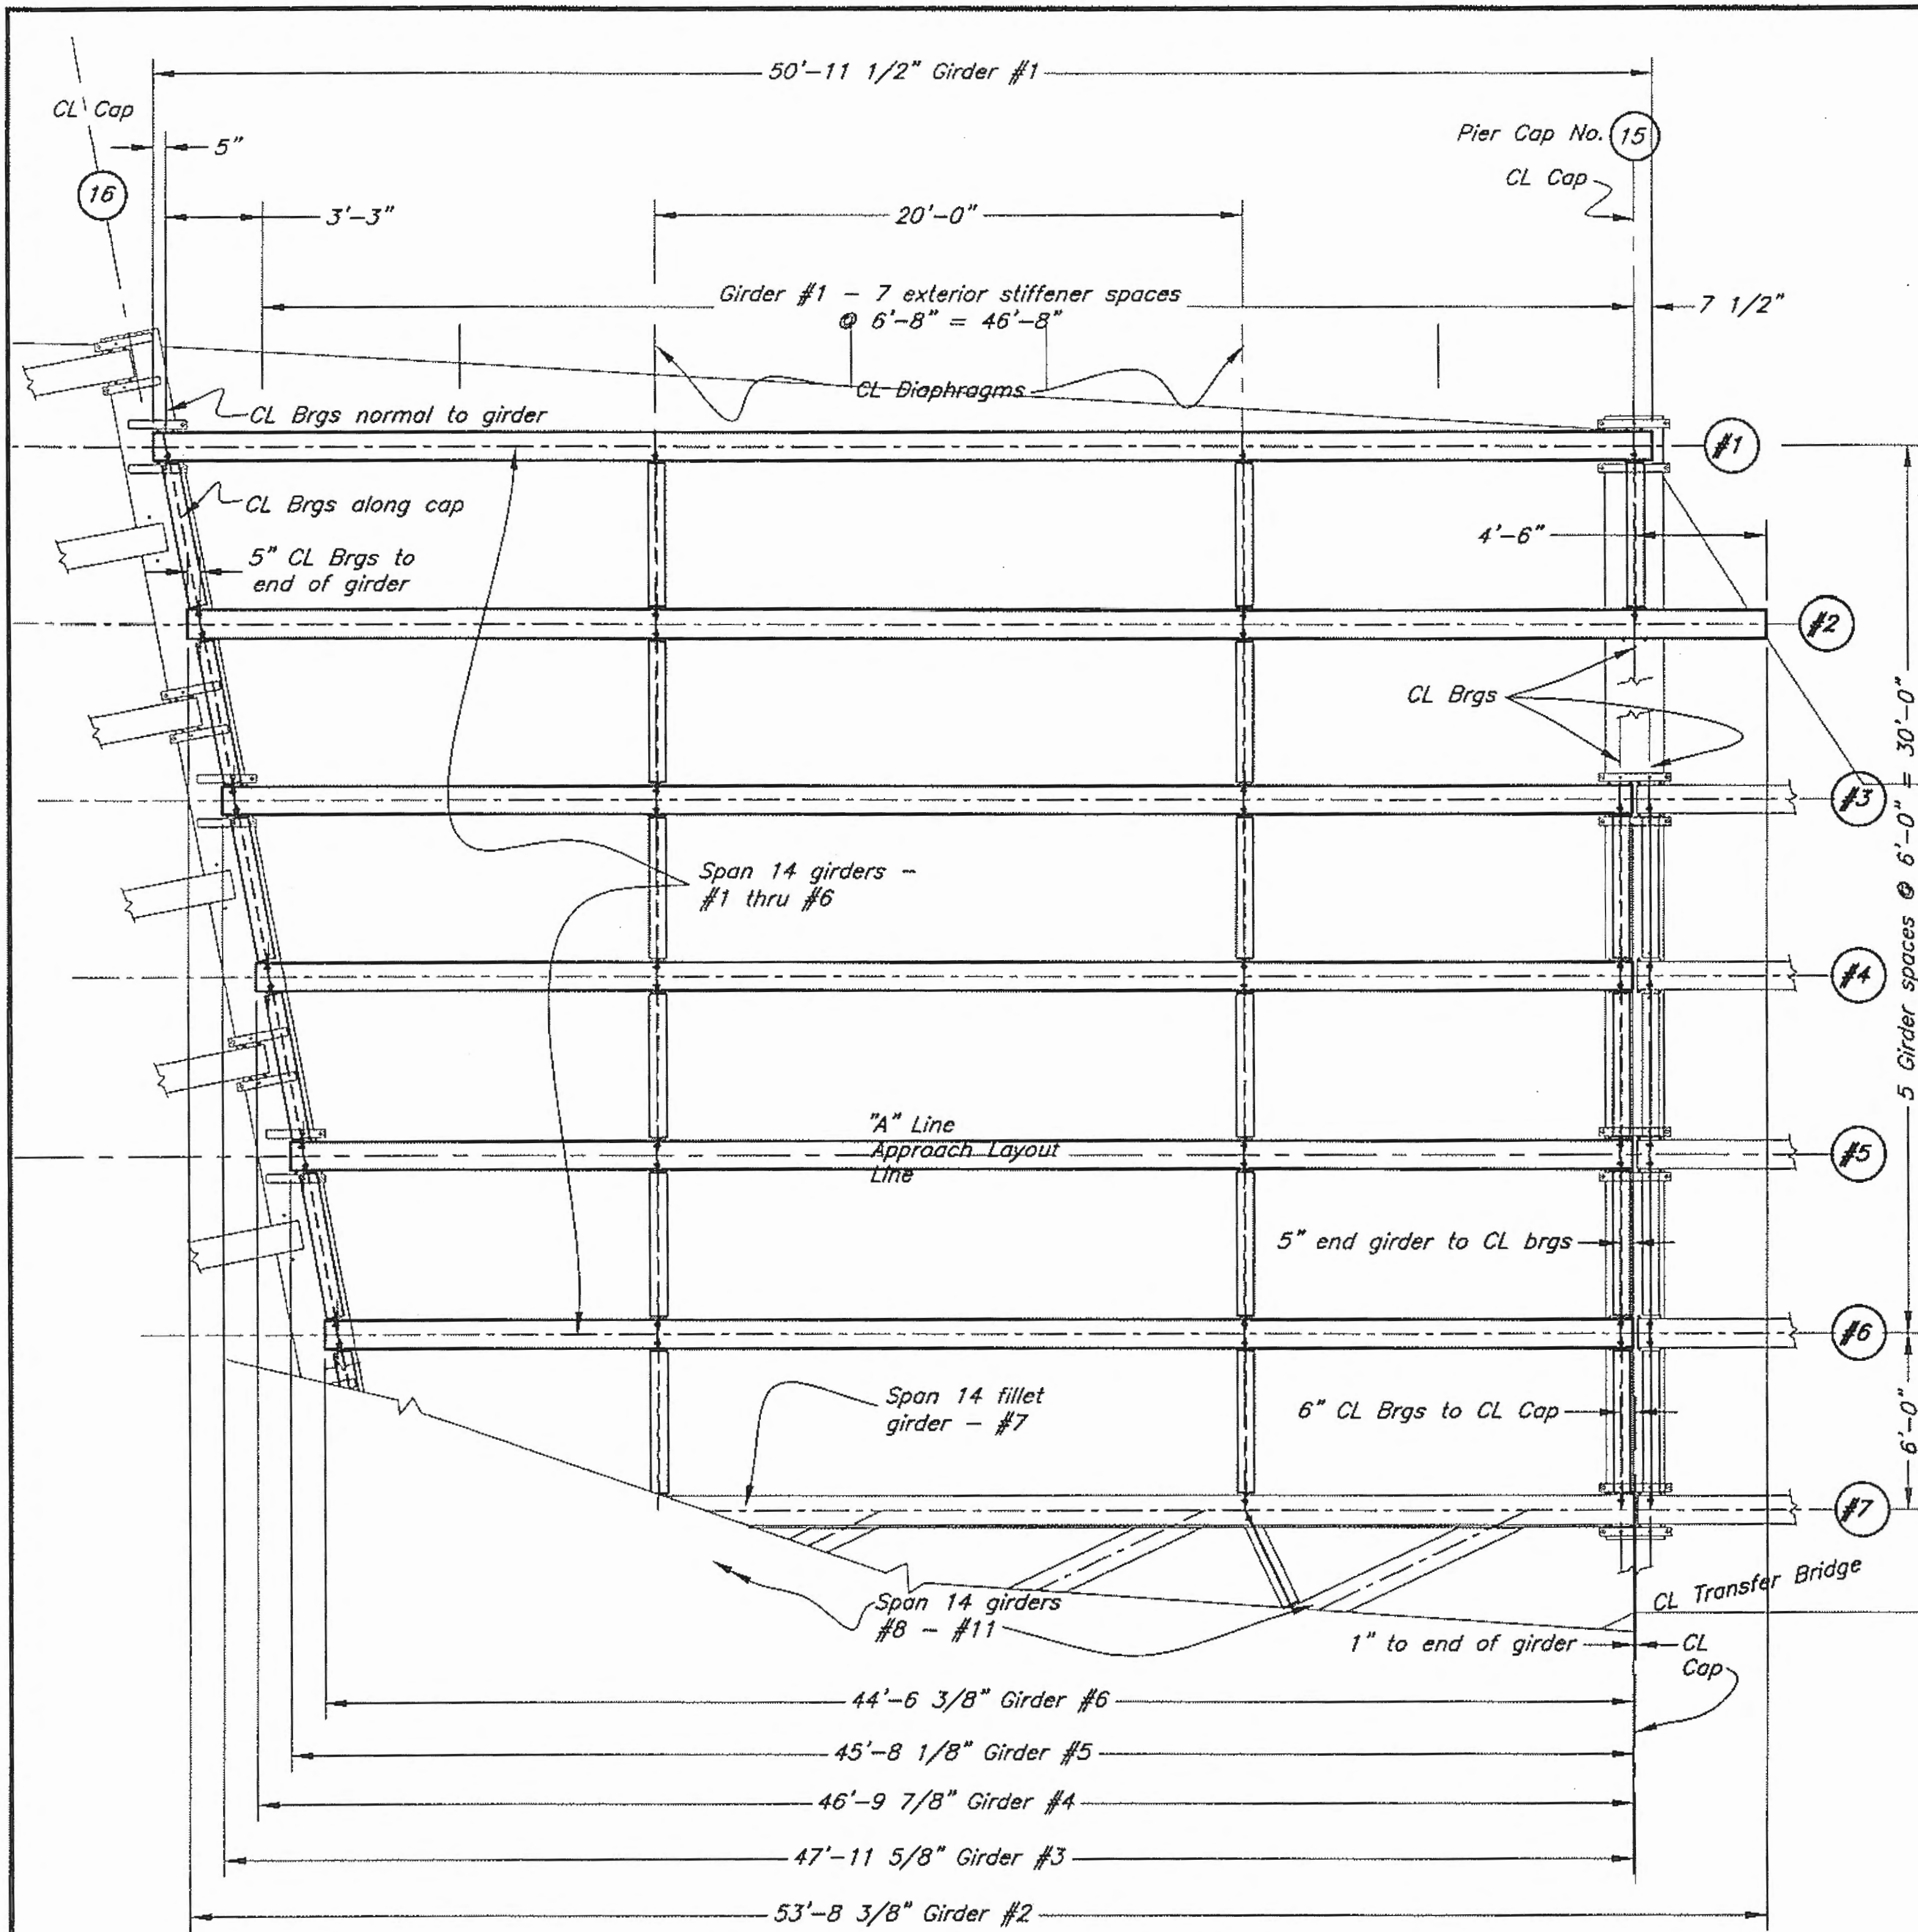 50'-11 1/2" Girder #1
CL Cap
5"
Pier Cap No. 15
CL Cap
16
3'-3"
20'-0"
Girder #1 - 7 exterior stiffener spaces
@ 6'-8" = 46'-8"
7 1/2"
CL Diaphragms
CL Brgs normal to girder
#1
CL Brgs along cap
4'-6"
5" CL Brgs to
end of girder
#2
CL Brgs
5 Girder spaces @ 6'-0" = 30'-0"
#3
Span 14 girders -
#1 thru #6
#4
"A" Line
Approach Layout
Line
#5
5" end girder to CL brgs
#6
Span 14 fillet
girder - #7
6" CL Brgs to CL Cap
6'-0"
#7
Span 14 girders
#8 - #11
CL Transfer Bridge
1" to end of girder
CL
Cap
44'-6 3/8" Girder #6
45'-8 1/8" Girder #5
46'-9 7/8" Girder #4
47'-11 5/8" Girder #3
53'-8 3/8" Girder #2